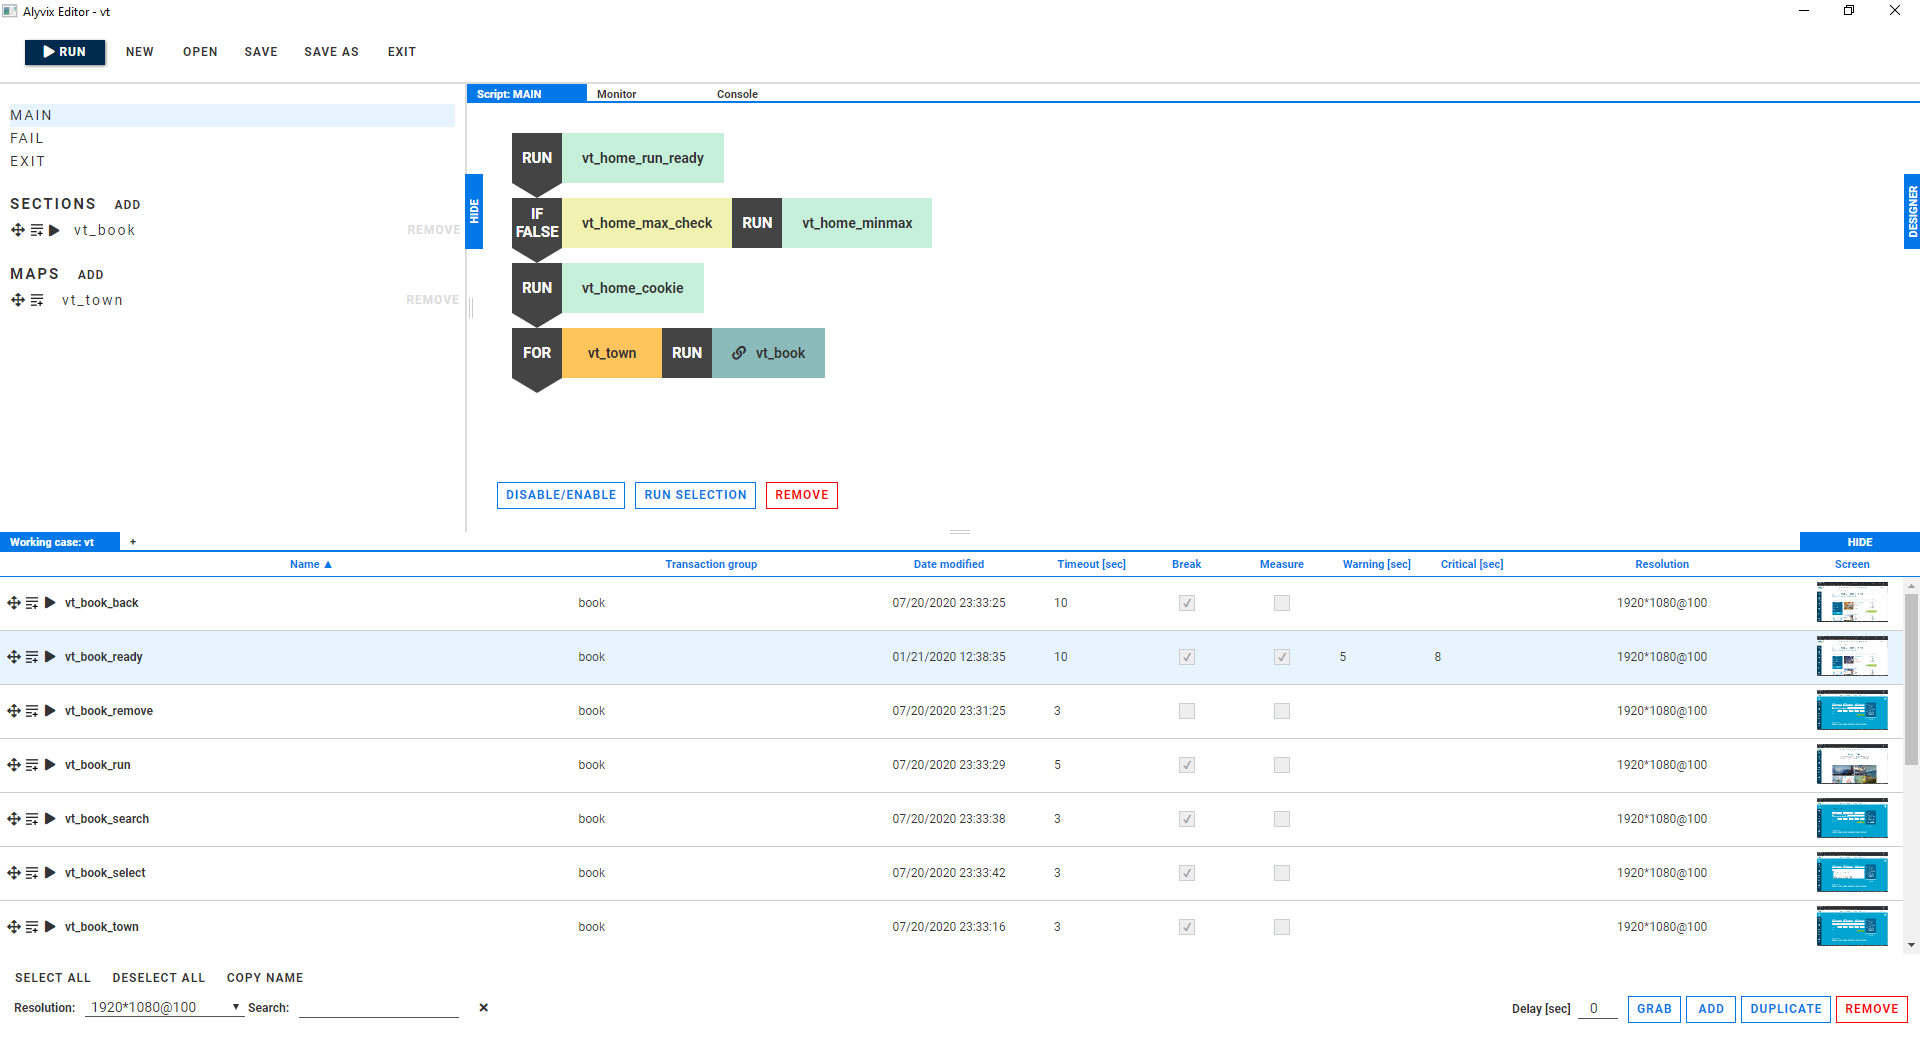 Alyvix Editor - vt
RUN NEW OPEN SAVE SAVE AS EXIT
MAIN
FAIL
EXIT
SECTIONS ADD
vt_book REMOVE
MAPS ADD
vt_town REMOVE
HIDE
Script: MAIN Monitor Console
RUN vt_home_run_ready
IF FALSE vt_home_max_check RUN vt_home_minmax
RUN vt_home_cookie
FOR vt_town RUN vt_book
DESIGNER
DISABLE/ENABLE RUN SELECTION REMOVE
Working case: vt + HIDE
Name ▲ Transaction group Date modified Timeout [sec] Break Measure Warning [sec] Critical [sec] Resolution Screen
vt_book_back book 07/20/2020 23:33:25 10 1920*1080@100
vt_book_ready book 01/21/2020 12:38:35 10 5 8 1920*1080@100
vt_book_remove book 07/20/2020 23:31:25 3 1920*1080@100
vt_book_run book 07/20/2020 23:33:29 5 1920*1080@100
vt_book_search book 07/20/2020 23:33:38 3 1920*1080@100
vt_book_select book 07/20/2020 23:33:42 3 1920*1080@100
vt_book_town book 07/20/2020 23:33:16 3 1920*1080@100
SELECT ALL DESELECT ALL COPY NAME
Resolution: 1920*1080@100 Search: Delay [sec] 0 GRAB ADD DUPLICATE REMOVE